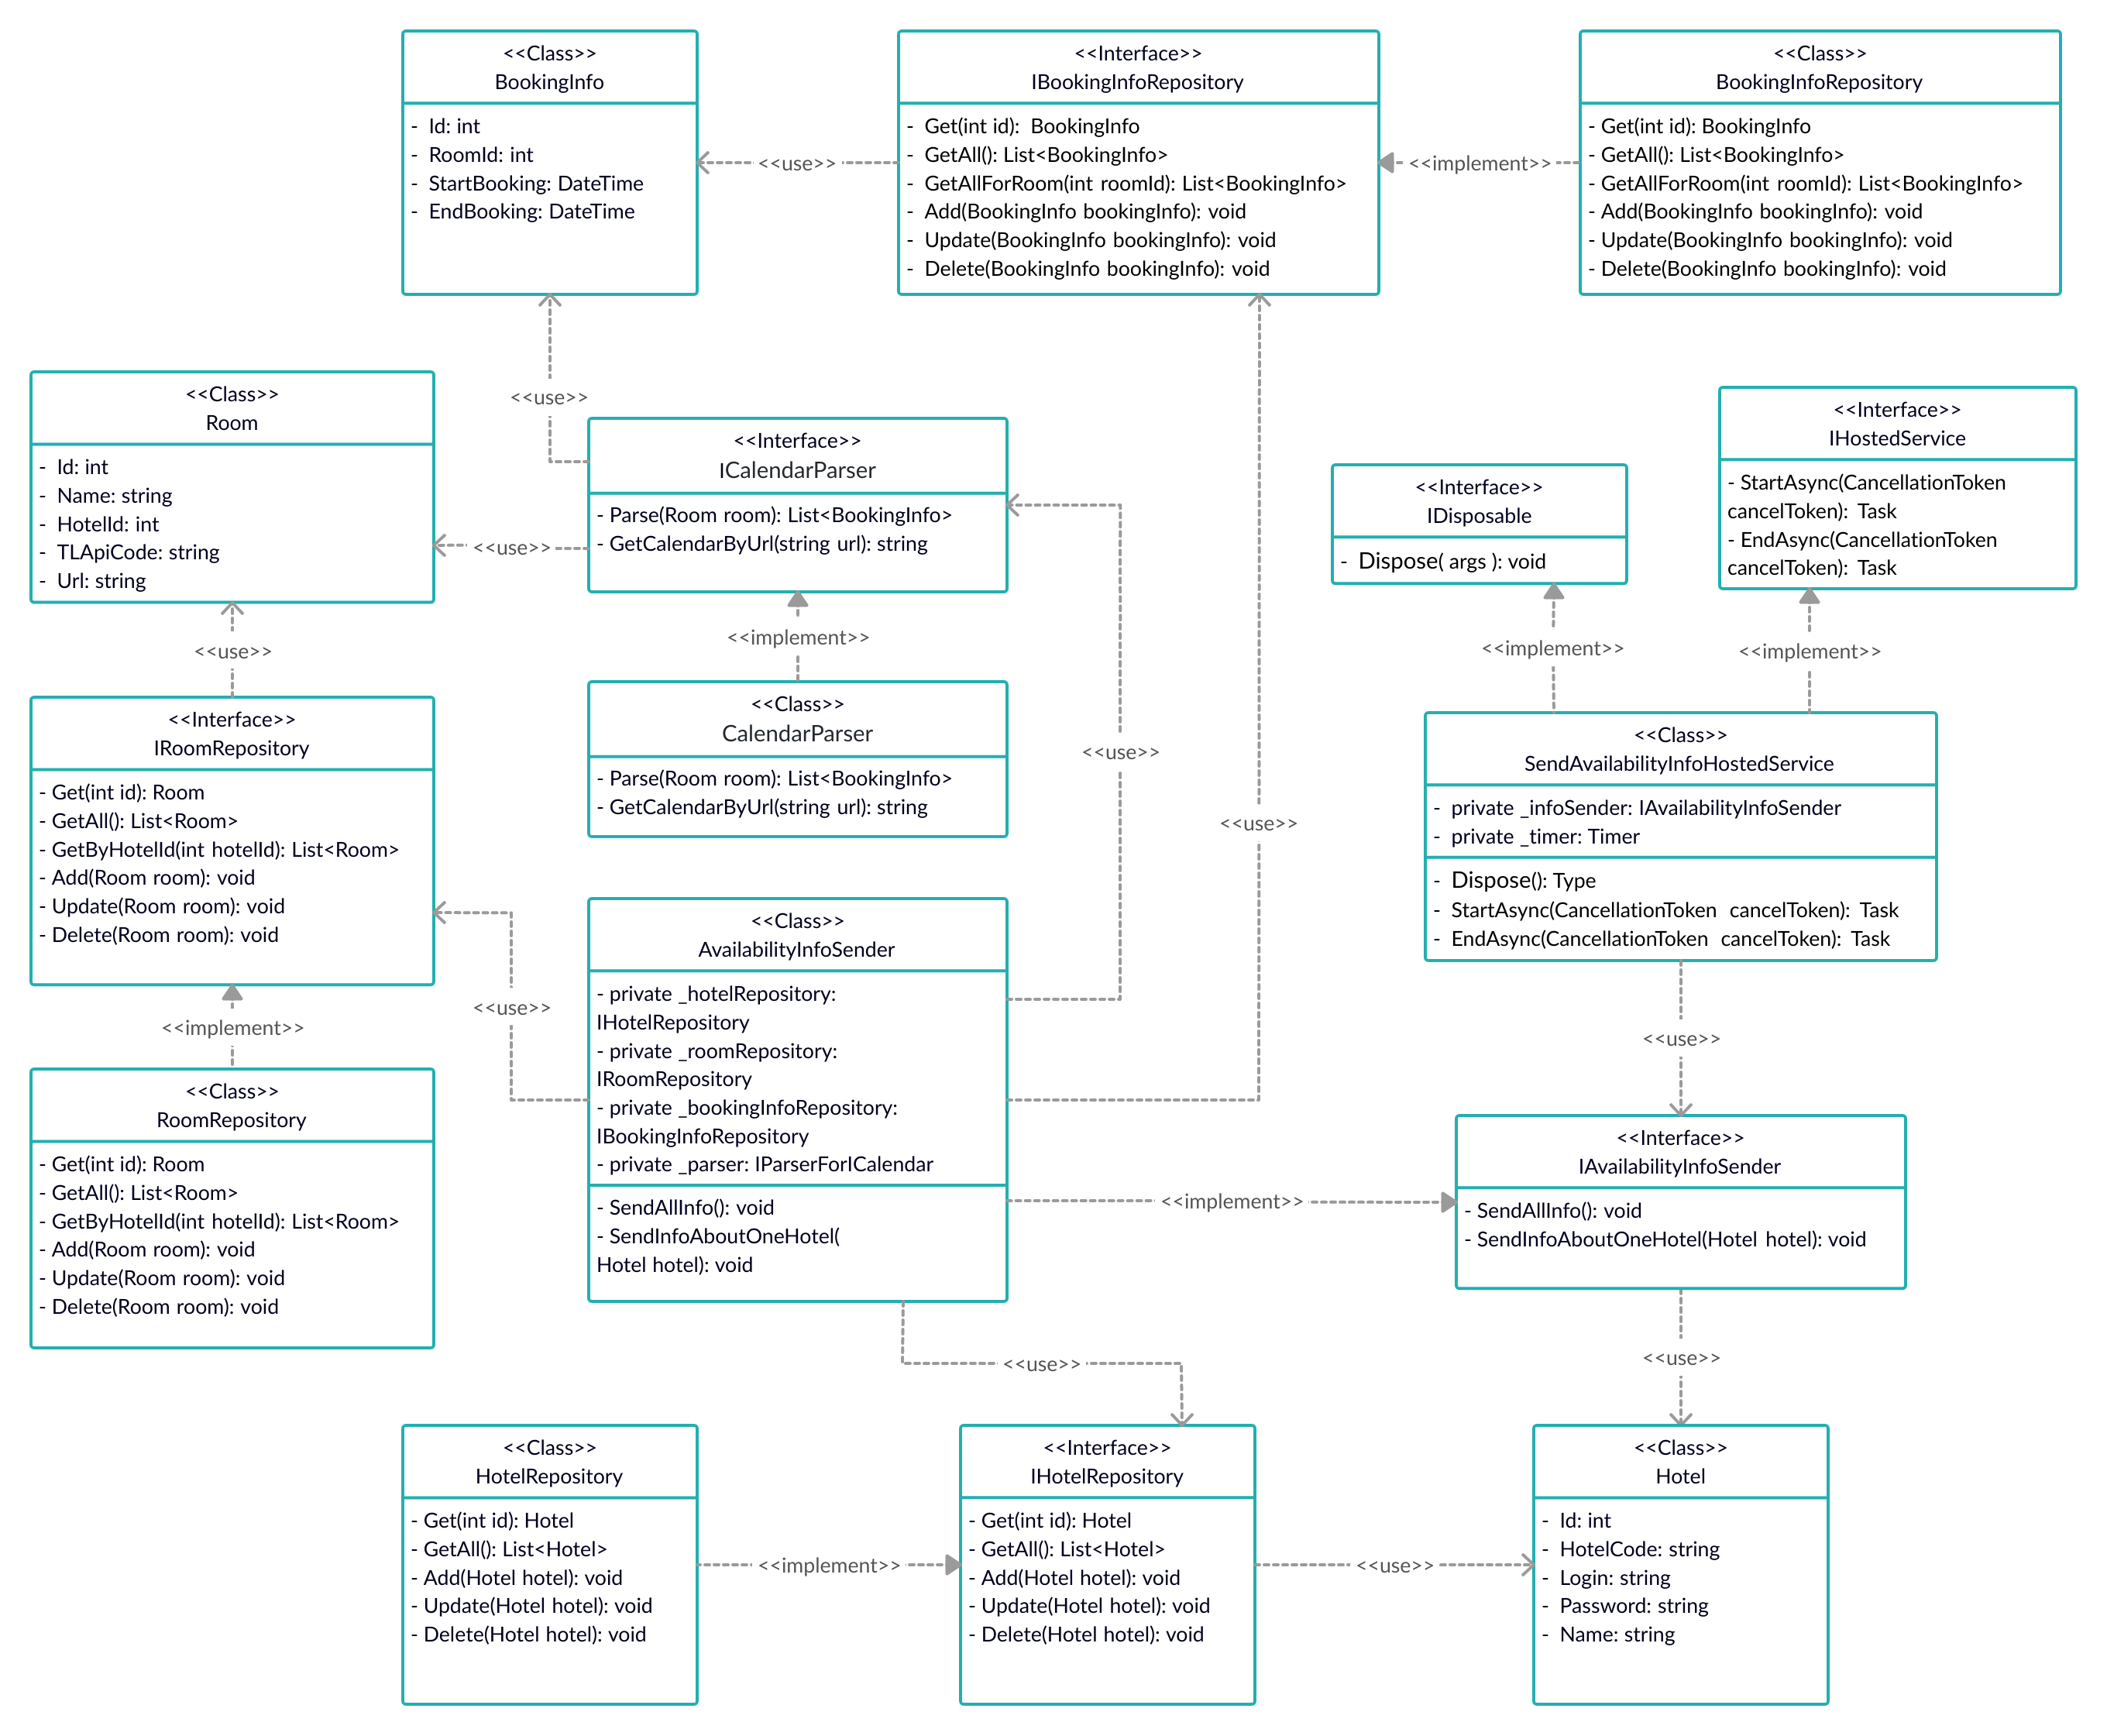 <<Class>>
BookingInfo
- Id: int
- RoomId: int
- StartBooking: DateTime
- EndBooking: DateTime
<<use>>
<<Interface>>
IBookingInfoRepository
- Get(int id): BookingInfo
- GetAll(): List<BookingInfo>
- GetAllForRoom(int roomId): List<BookingInfo>
- Add(BookingInfo bookingInfo): void
- Update(BookingInfo bookingInfo): void
- Delete(BookingInfo bookingInfo): void
<<implement>>
<<Class>>
BookingInfoRepository
- Get(int id): BookingInfo
- GetAll(): List<BookingInfo>
- GetAllForRoom(int roomId): List<BookingInfo>
- Add(BookingInfo bookingInfo): void
- Update(BookingInfo bookingInfo): void
- Delete(BookingInfo bookingInfo): void
<<use>>
<<Class>>
Room
- Id: int
- Name: string
- HotelId: int
- TLApiCode: string
- Url: string
<<use>>
<<Interface>>
ICalendarParser
- Parse(Room room): List<BookingInfo>
- GetCalendarByUrl(string url): string
<<Interface>>
IDisposable
- Dispose( args ): void
<<Interface>>
IHostedService
- StartAsync(CancellationToken
cancelToken): Task
- EndAsync(CancellationToken
cancelToken): Task
<<use>>
<<implement>>
<<implement>>
<<implement>>
<<Interface>>
IRoomRepository
- Get(int id): Room
- GetAll(): List<Room>
- GetByHotelId(int hotelId): List<Room>
- Add(Room room): void
- Update(Room room): void
- Delete(Room room): void
<<Class>>
CalendarParser
- Parse(Room room): List<BookingInfo>
- GetCalendarByUrl(string url): string
<<use>>
<<use>>
<<Class>>
SendAvailabilityInfoHostedService
- private _infoSender: IAvailabilityInfoSender
- private _timer: Timer
- Dispose(): Type
- StartAsync(CancellationToken cancelToken): Task
- EndAsync(CancellationToken cancelToken): Task
<<implement>>
<<use>>
<<Class>>
AvailabilityInfoSender
- private _hotelRepository:
IHotelRepository
- private _roomRepository:
IRoomRepository
- private _bookingInfoRepository:
IBookingInfoRepository
- private _parser: IParserForICalendar
- SendAllInfo(): void
- SendInfoAboutOneHotel(
Hotel hotel): void
<<use>>
<<Class>>
RoomRepository
- Get(int id): Room
- GetAll(): List<Room>
- GetByHotelId(int hotelId): List<Room>
- Add(Room room): void
- Update(Room room): void
- Delete(Room room): void
<<implement>>
<<Interface>>
IAvailabilityInfoSender
- SendAllInfo(): void
- SendInfoAboutOneHotel(Hotel hotel): void
<<use>>
<<use>>
<<Class>>
HotelRepository
- Get(int id): Hotel
- GetAll(): List<Hotel>
- Add(Hotel hotel): void
- Update(Hotel hotel): void
- Delete(Hotel hotel): void
<<implement>>
<<Interface>>
IHotelRepository
- Get(int id): Hotel
- GetAll(): List<Hotel>
- Add(Hotel hotel): void
- Update(Hotel hotel): void
- Delete(Hotel hotel): void
<<use>>
<<Class>>
Hotel
- Id: int
- HotelCode: string
- Login: string
- Password: string
- Name: string